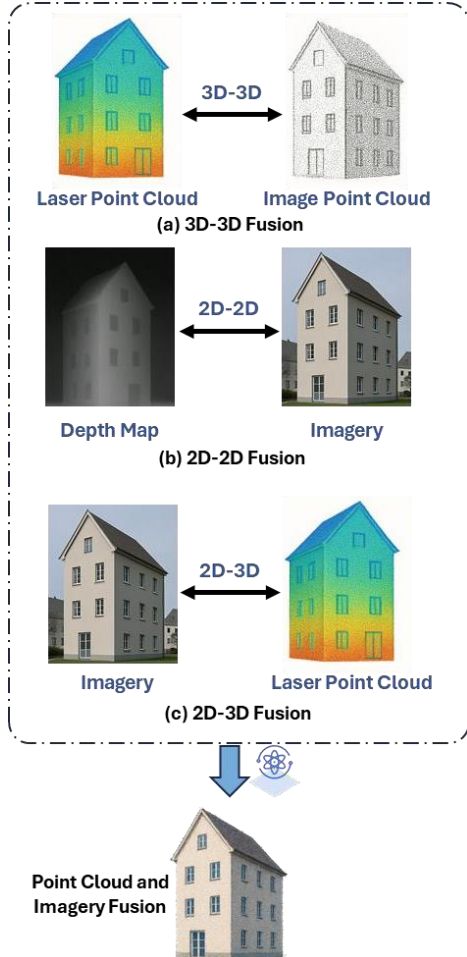 3D-3D
Laser Point Cloud
Image Point Cloud
(a) 3D-3D Fusion
2D-2D
Depth Map
Imagery
(b) 2D-2D Fusion
2D-3D
Imagery
Laser Point Cloud
(c) 2D-3D Fusion
Point Cloud and
Imagery Fusion